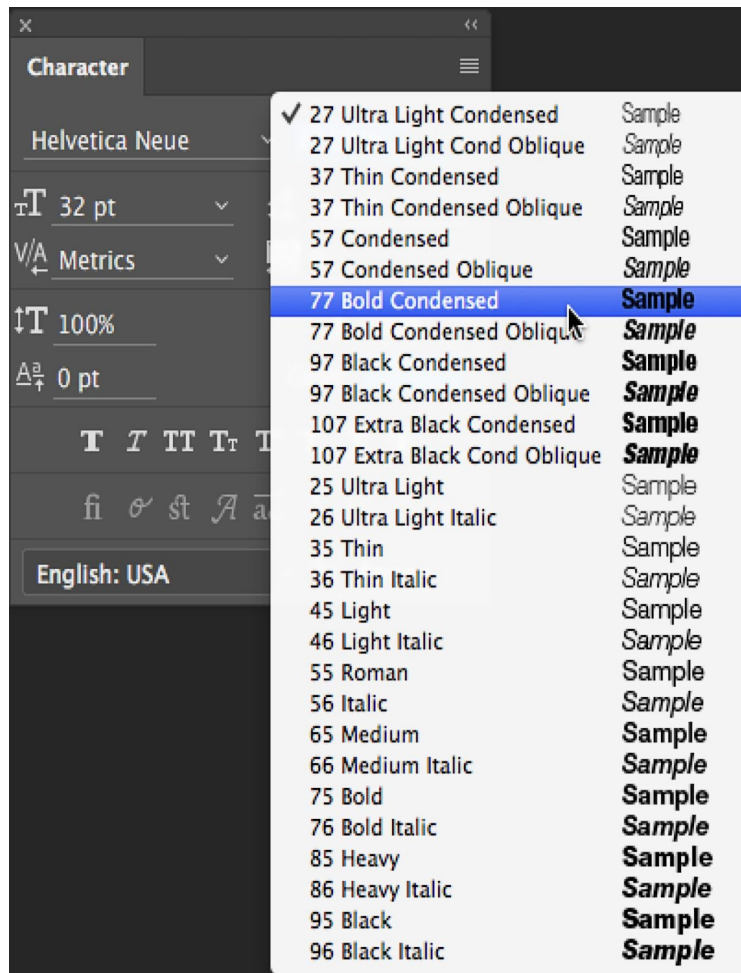 Character
Helvetica Neue
32 pt
Metrics
100%
0 pt
English: USA
27 Ultra Light Condensed Sample
27 Ultra Light Cond Oblique Sample
37 Thin Condensed Sample
37 Thin Condensed Oblique Sample
57 Condensed Sample
57 Condensed Oblique Sample
77 Bold Condensed Sample
77 Bold Condensed Oblique Sample
97 Black Condensed Sample
97 Black Condensed Oblique Sample
107 Extra Black Condensed Sample
107 Extra Black Cond Oblique Sample
25 Ultra Light Sample
26 Ultra Light Italic Sample
35 Thin Sample
36 Thin Italic Sample
45 Light Sample
46 Light Italic Sample
55 Roman Sample
56 Italic Sample
65 Medium Sample
66 Medium Italic Sample
75 Bold Sample
76 Bold Italic Sample
85 Heavy Sample
86 Heavy Italic Sample
95 Black Sample
96 Black Italic Sample